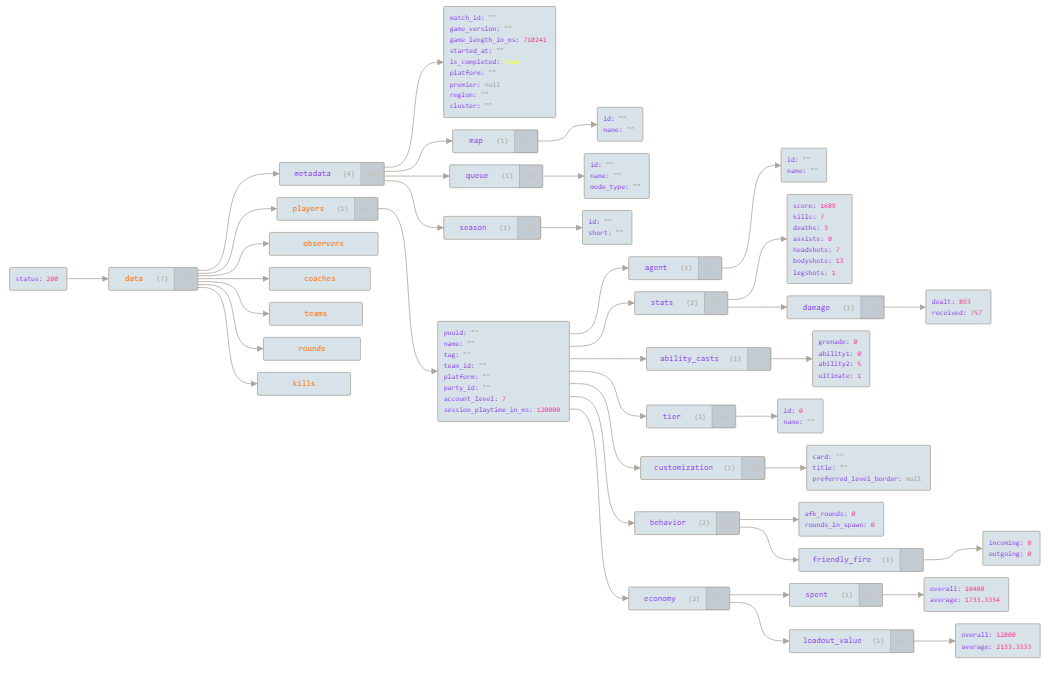 status: 200
data {7}
metadata {4}
match_id: ""
game_version: ""
game_length_in_ms: 710241
started_at: ""
is_completed: true
platform: ""
premier: null
region: ""
cluster: ""
map {1}
id: ""
name: ""
queue {1}
id: ""
name: ""
mode_type: ""
season {1}
id: ""
short: ""
players {1}
observers
coaches
teams
rounds
kills
puuid: ""
name: ""
tag: ""
team_id: ""
platform: ""
party_id: ""
account_level: 7
session_playtime_in_ms: 120000
agent {1}
id: ""
name: ""
stats {2}
score: 1689
kills: 7
deaths: 3
assists: 0
headshots: 7
bodyshots: 13
legshots: 1
damage {1}
dealt: 893
received: 757
ability_casts {1}
grenade: 0
ability1: 0
ability2: 5
ultimate: 1
tier {1}
id: 0
name: ""
customization {1}
card: ""
title: ""
preferred_level_border: null
behavior {2}
afk_rounds: 0
rounds_in_spawn: 0
friendly_fire {1}
incoming: 0
outgoing: 0
economy {2}
spent {1}
overall: 10400
average: 1733.3334
loadout_value {1}
overall: 12800
average: 2133.3333